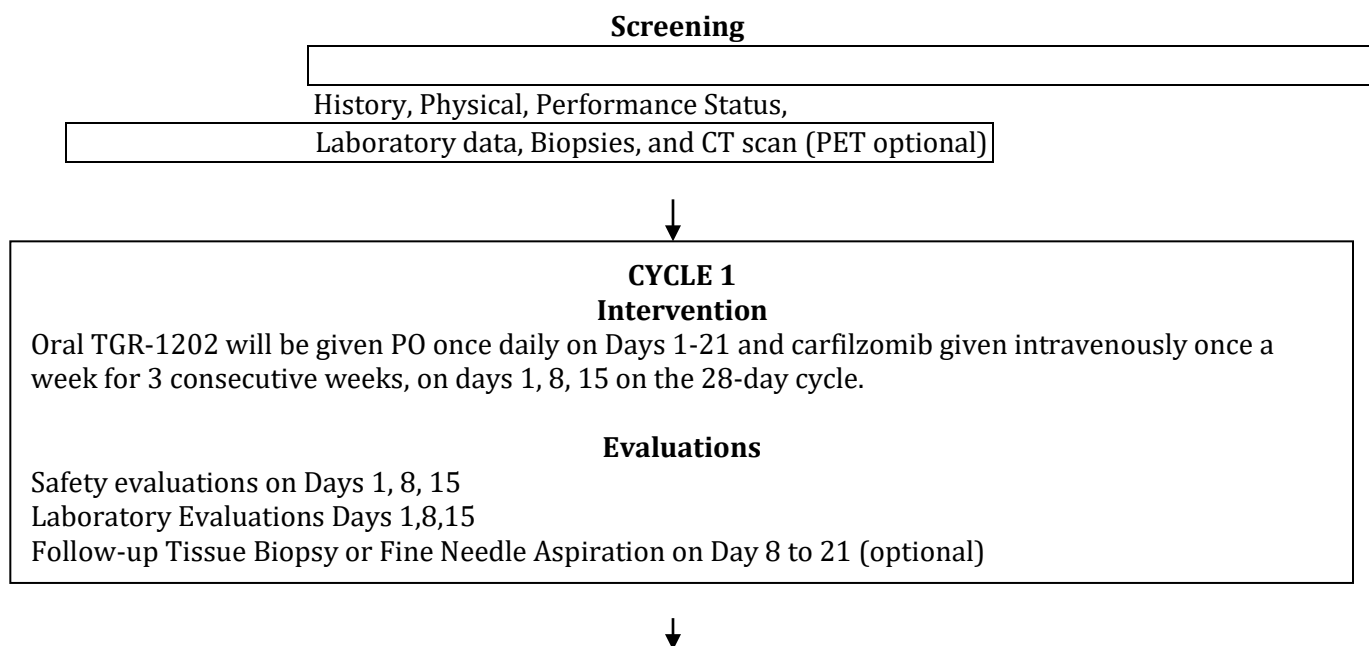 Screening
History, Physical, Performance Status,
Laboratory data, Biopsies, and CT scan (PET optional)
CYCLE 1
Intervention
Oral TGR-1202 will be given PO once daily on Days 1-21 and carfilzomib given intravenously once a
week for 3 consecutive weeks, on days 1, 8, 15 on the 28-day cycle.
Evaluations
Safety evaluations on Days 1, 8, 15
Laboratory Evaluations Days 1,8,15
Follow-up Tissue Biopsy or Fine Needle Aspiration on Day 8 to 21 (optional)